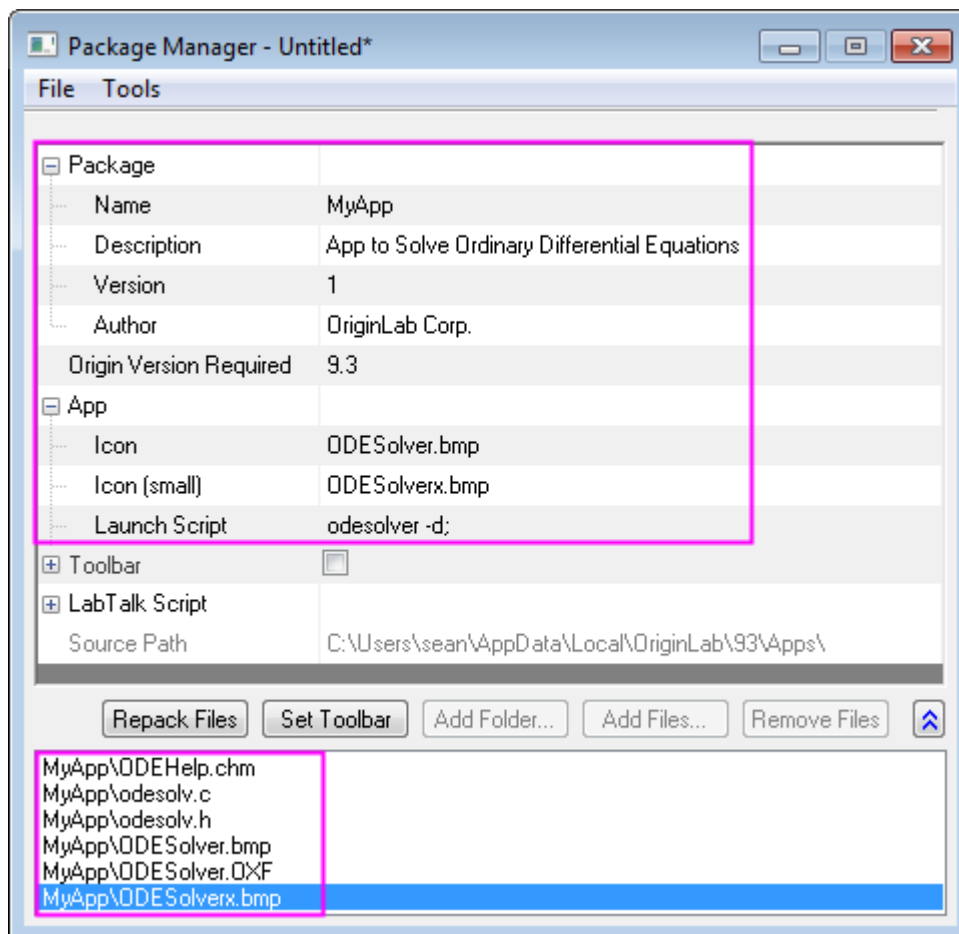 Package Manager - Untitled*
File Tools
Package
Name MyApp
Description App to Solve Ordinary Differential Equations
Version 1
Author OriginLab Corp.
Origin Version Required 9.3
App
Icon ODESolver.bmp
Icon (small) ODESolverx.bmp
Launch Script odesolver -d;
Toolbar
LabTalk Script
Source Path C:\Users\sean\AppData\Local\OriginLab\93\Apps\
Repack Files Set Toolbar Add Folder... Add Files... Remove Files
MyApp\ODEHelp.chm
MyApp\odesolv.c
MyApp\odesolv.h
MyApp\ODESolver.bmp
MyApp\ODESolver.OXF
MyApp\ODESolverx.bmp